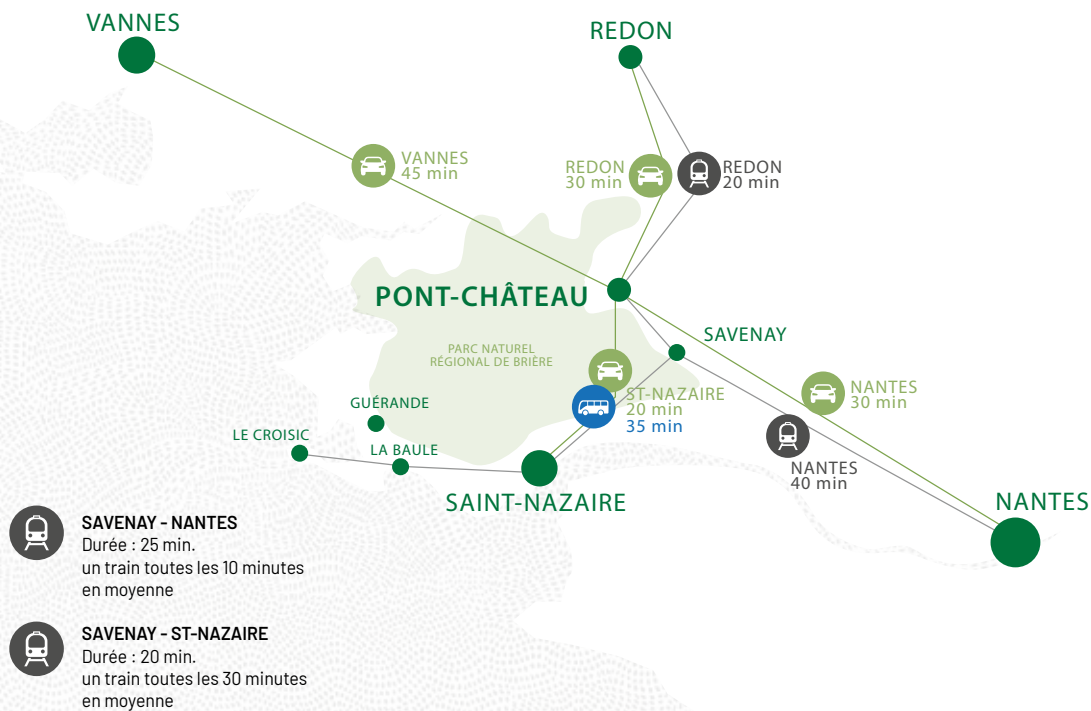 VANNES
REDON
VANNES
45 min
REDON
30 min
REDON
20 min
PONT-CHÂTEAU
SAVENAY
PARC NATUREL
RÉGIONAL DE BRIÈRE
ST-NAZAIRE
20 min
35 min
NANTES
30 min
GUÉRANDE
LE CROISIC
LA BAULE
NANTES
40 min
SAINT-NAZAIRE
NANTES
SAVENAY - NANTES
Durée : 25 min.
un train toutes les 10 minutes
en moyenne
SAVENAY - ST-NAZAIRE
Durée : 20 min.
un train toutes les 30 minutes
en moyenne